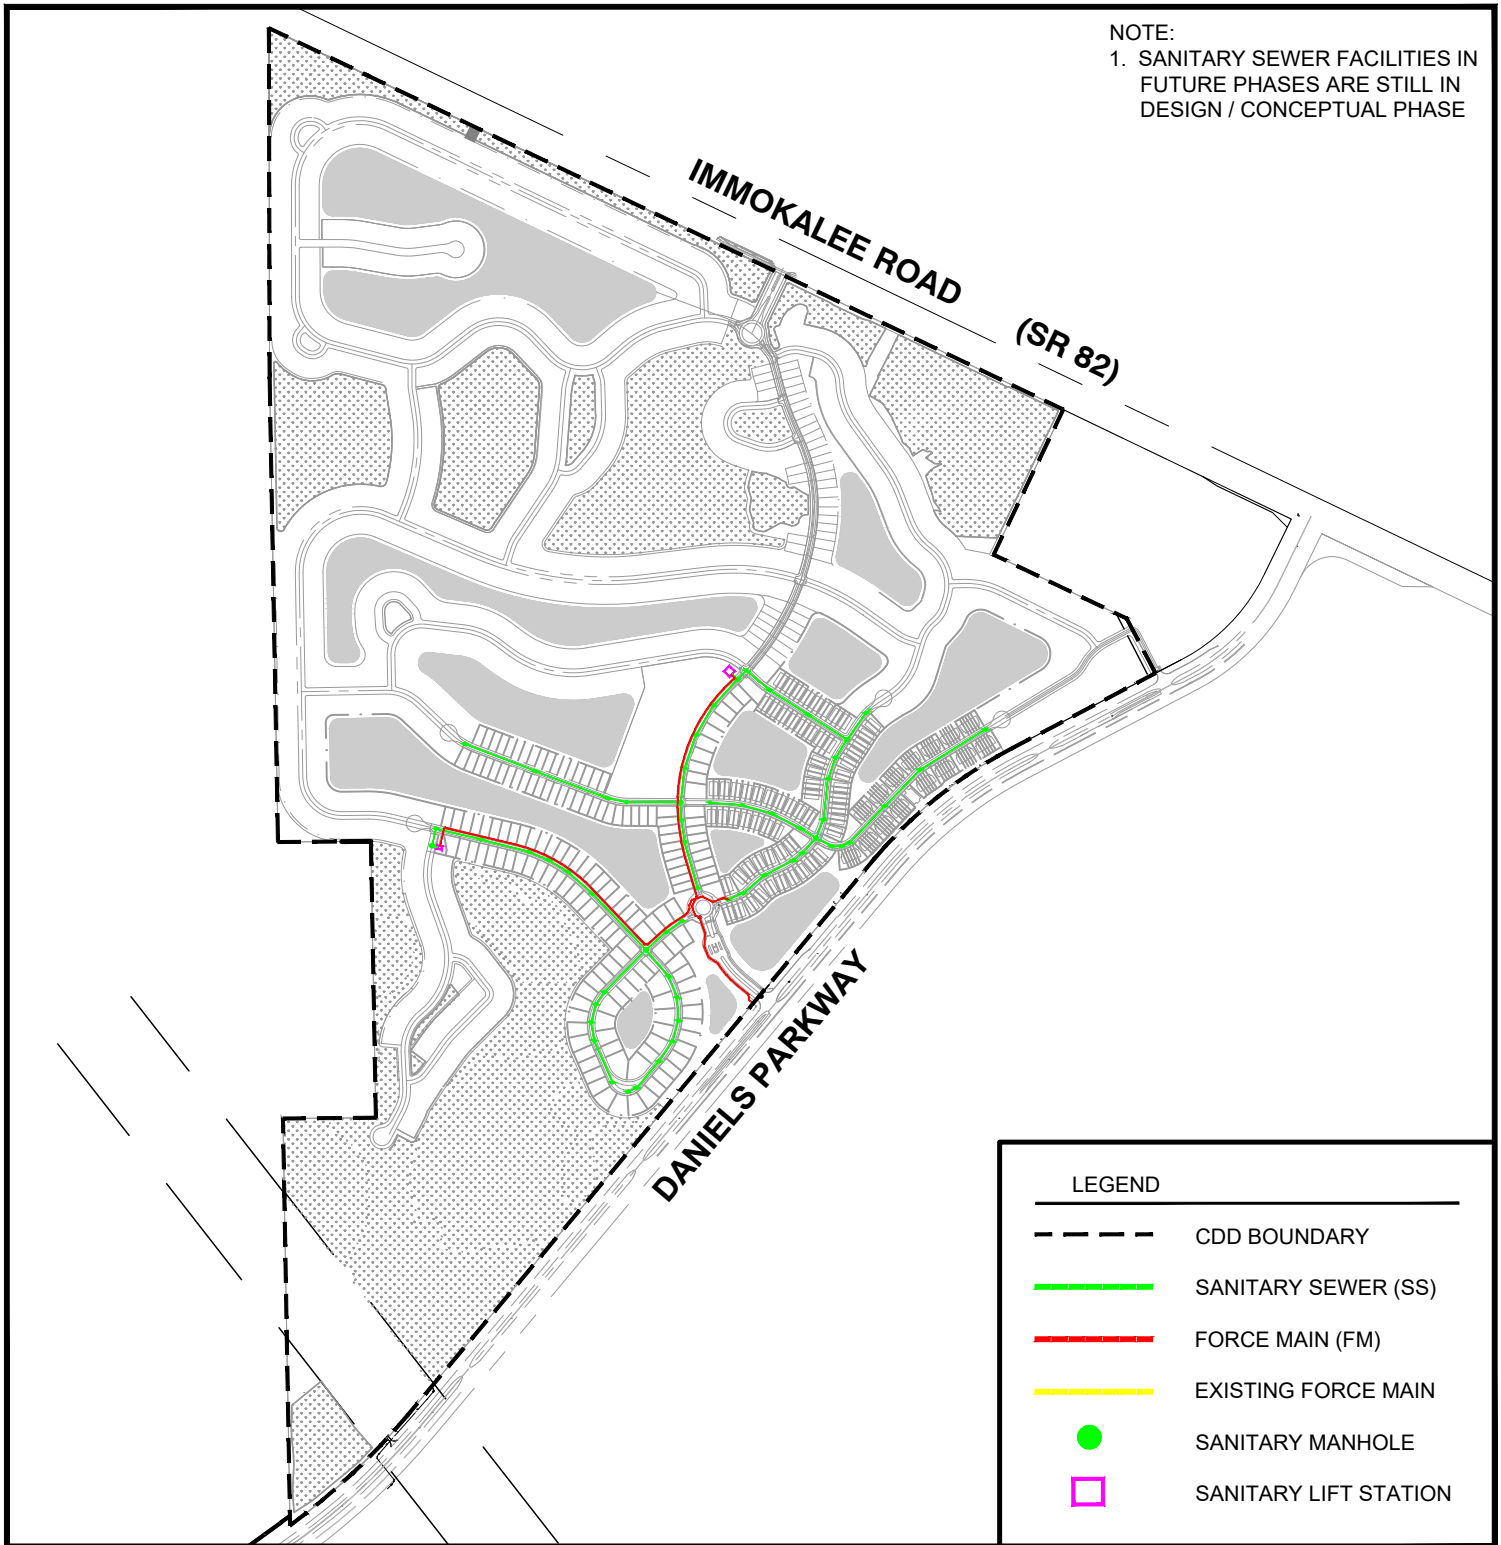 NOTE:
1. SANITARY SEWER FACILITIES IN
FUTURE PHASES ARE STILL IN
DESIGN / CONCEPTUAL PHASE
IMMOKALEE ROAD
(SR 82)
DANIELS PARKWAY
LEGEND
CDD BOUNDARY
SANITARY SEWER (SS)
FORCE MAIN (FM)
EXISTING FORCE MAIN
SANITARY MANHOLE
SANITARY LIFT STATION